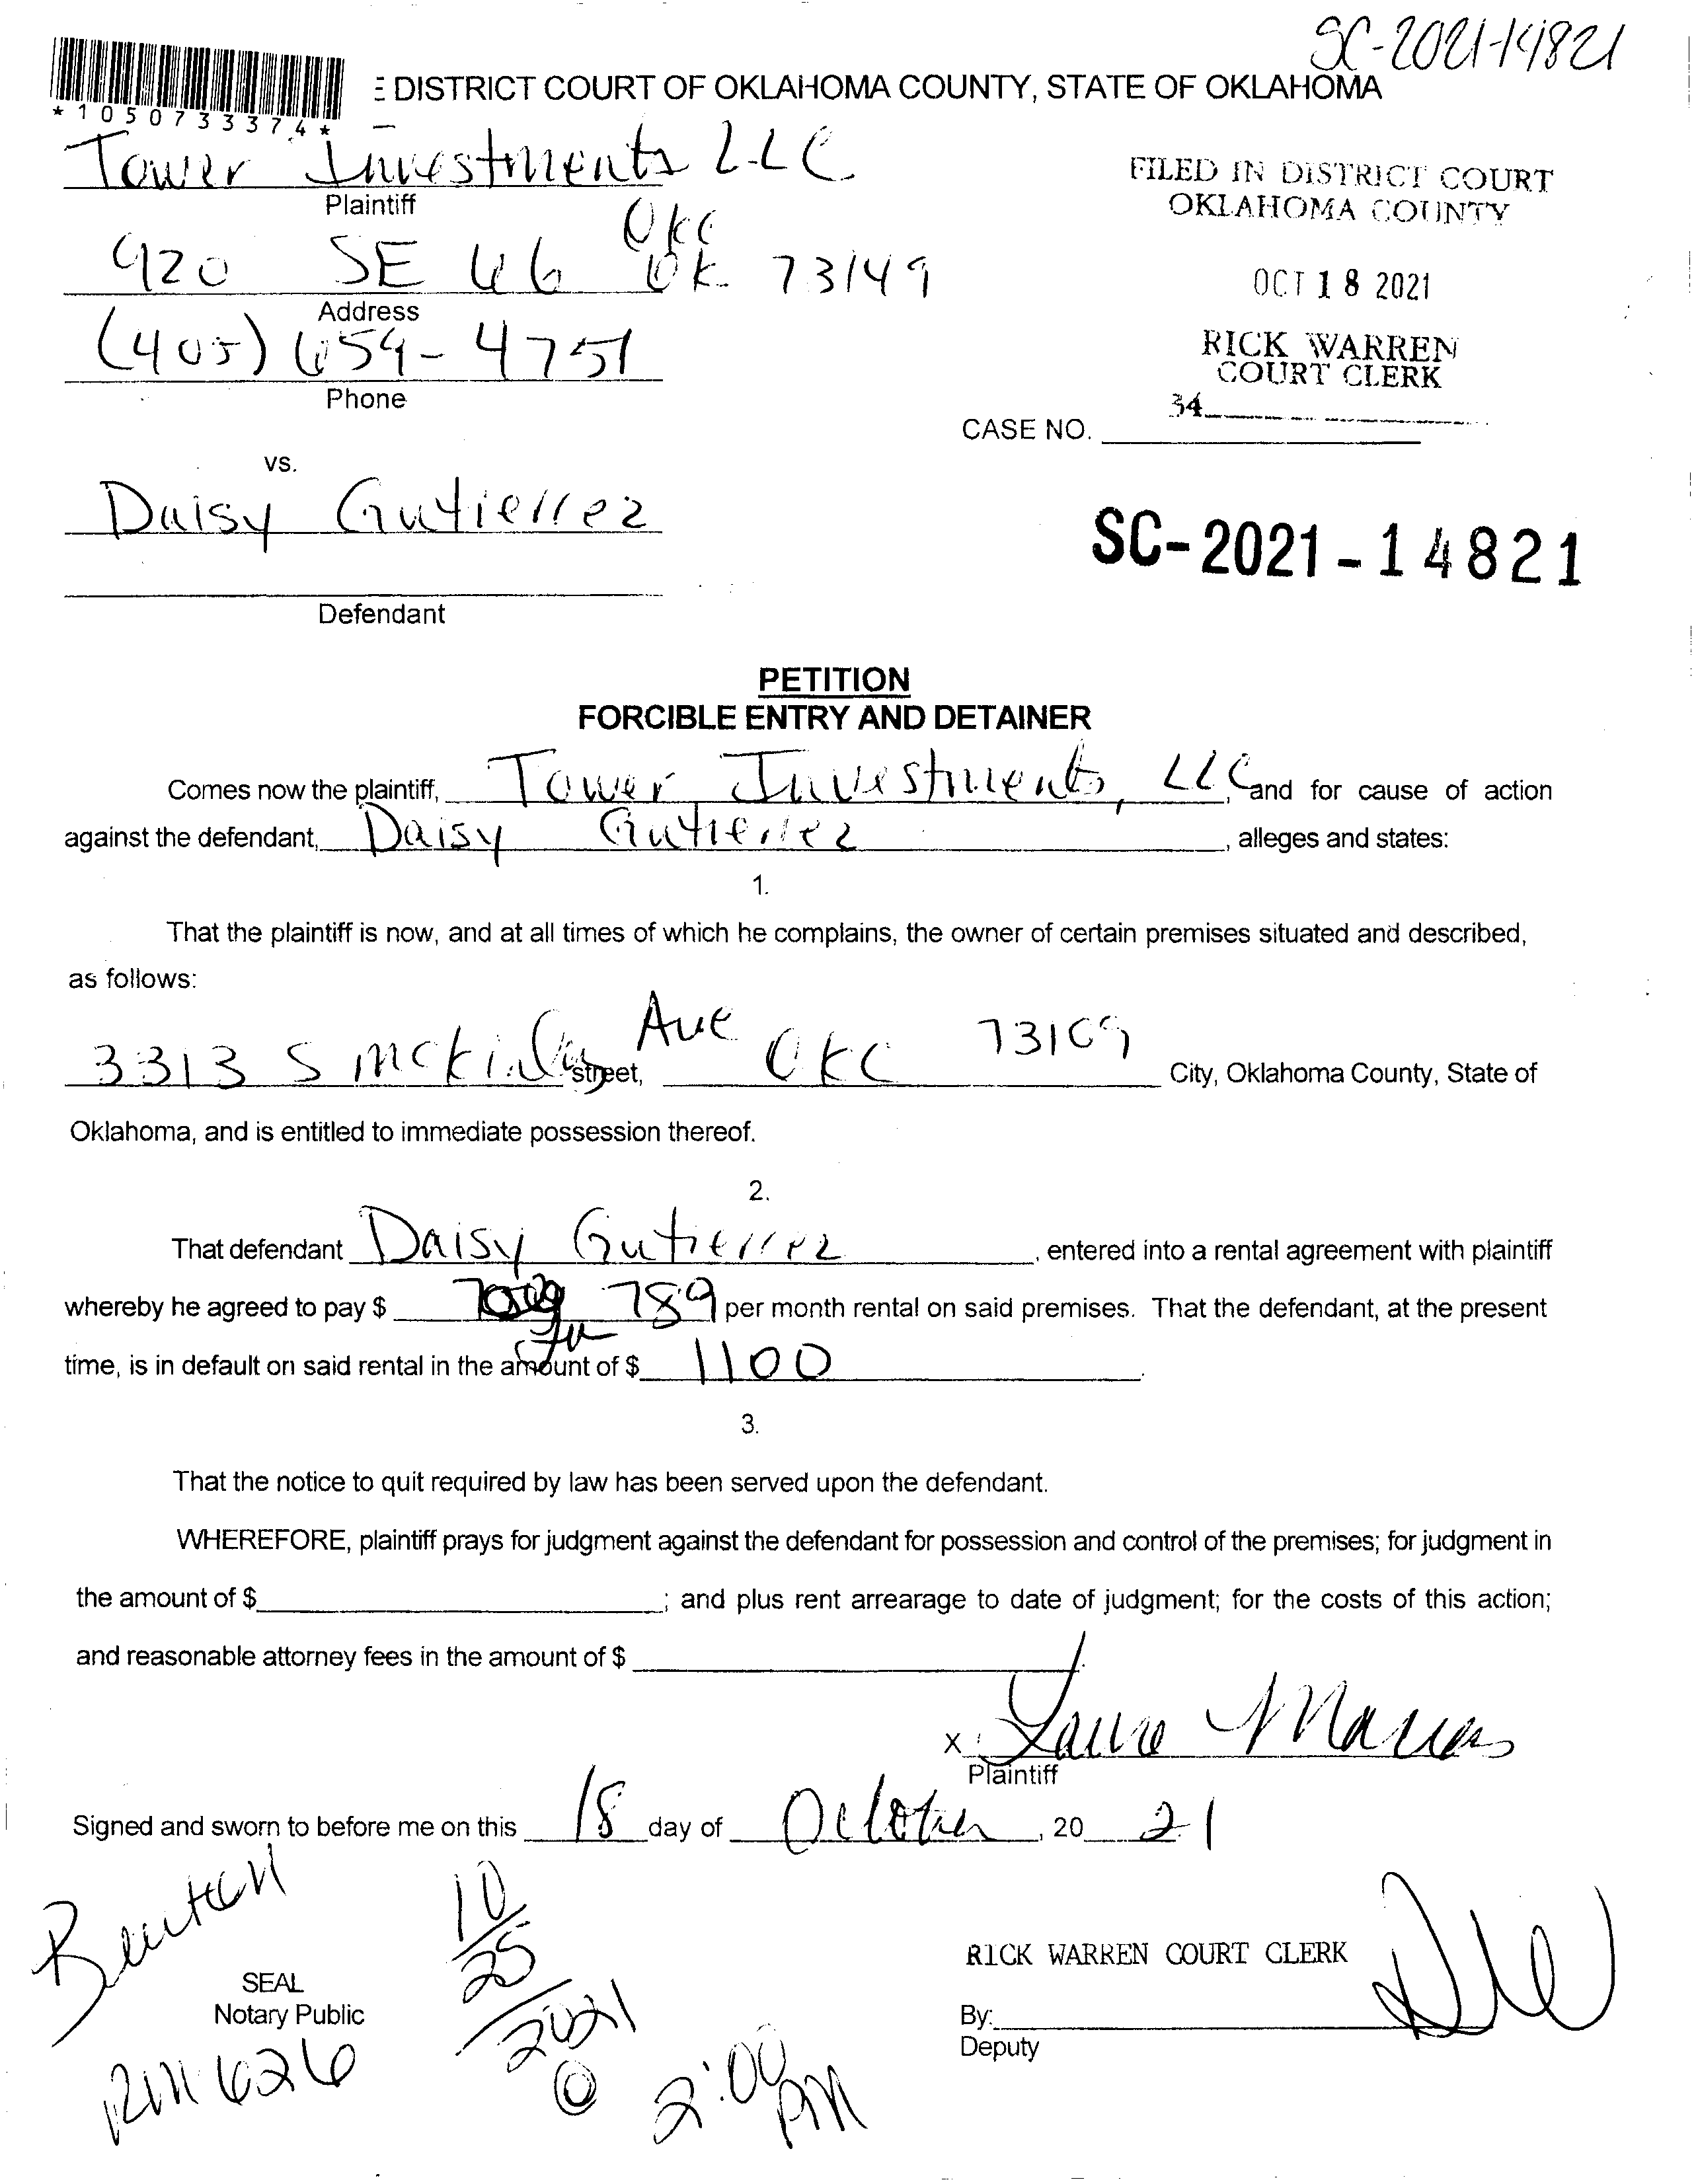 SC-2021-14821
E DISTRICT COURT OF OKLAHOMA COUNTY, STATE OF OKLAHOMA
*1050733374*
Tower Investments LLC
Plaintiff
OKC
920 SE 66 OK 73149
Address
(405) 659-4751
Phone
FILED IN DISTRICT COURT
OKLAHOMA COUNTY
OCT 18 2021
RICK WARREN
COURT CLERK
34
CASE NO.
vs.
Daisy Gutierrez
Defendant
SC-2021-14821
PETITION
FORCIBLE ENTRY AND DETAINER
Comes now the plaintiff, Tower Investments, LLC, and for cause of action
against the defendant, Daisy Gutierrez, alleges and states:
1.
That the plaintiff is now, and at all times of which he complains, the owner of certain premises situated and described,
as follows:
3313 S McKinley Ave street, OKC 73109 City, Oklahoma County, State of
Oklahoma, and is entitled to immediate possession thereof.
2.
That defendant Daisy Gutierrez, entered into a rental agreement with plaintiff
whereby he agreed to pay $ 789 per month rental on said premises. That the defendant, at the present
time, is in default on said rental in the amount of $ 1100.
3.
That the notice to quit required by law has been served upon the defendant.
WHEREFORE, plaintiff prays for judgment against the defendant for possession and control of the premises; for judgment in
the amount of $; and plus rent arrearage to date of judgment; for the costs of this action;
and reasonable attorney fees in the amount of $.
X
Plaintiff
Signed and sworn to before me on this 18 day of October, 20 21
Benton
10/25/2021
@ 2:00 PM
SEAL
Notary Public
RM 626
RICK WARREN COURT CLERK
By:
Deputy